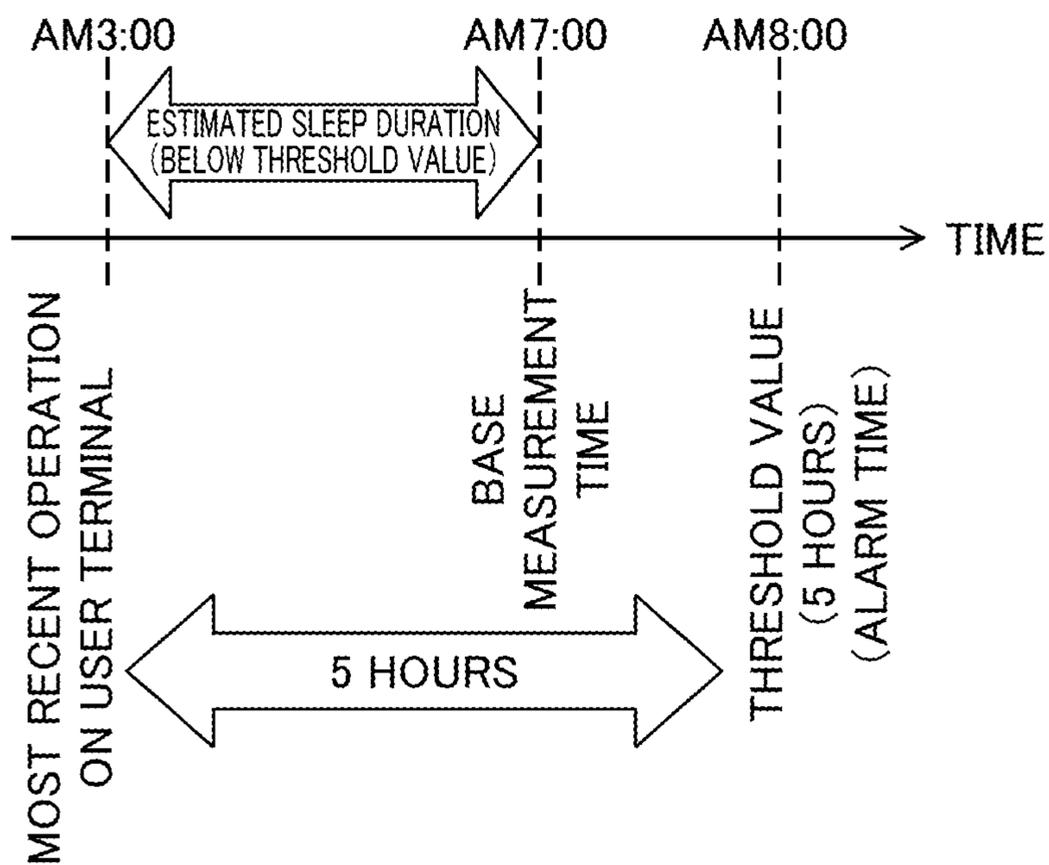 AM3:00
AM7:00
AM8:00
ESTIMATED SLEEP DURATION
(BELOW THRESHOLD VALUE)
TIME
MOST RECENT OPERATION
ON USER TERMINAL
BASE
MEASUREMENT
TIME
THRESHOLD VALUE
(5 HOURS)
(ALARM TIME)
5 HOURS